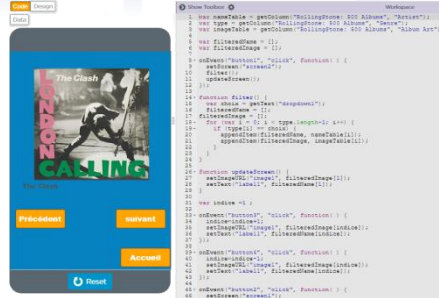 Code Design
Data
The Clash
LONDON
CALLING
The Clash
Précédent
suivant
Accueil
Reset
Show Toolbox
Workspace
1 var nameTable = getColumn("RollingStone: 500 Albums", "Artist");
2 var type = getColumn("RollingStone: 500 Albums", "Genre");
3 var imageTable = getColumn("RollingStone: 500 Albums", "Album Art")
4
5 var filteredName = [];
6 var filteredImage = [];
7
8 onEvent("button1", "click", function( ) {
9 setScreen("screen2");
10 filter();
11 updateScreen();
12 });
13
14 function filter() {
15 var choix = getText("dropdown1");
16 filteredName = [];
17 filteredImage = [];
18 for (var i = 0; i < type.length-1; i++) {
19 if (type[i] == choix) {
20 appendItem(filteredName, nameTable[i]);
21 appendItem(filteredImage, imageTable[i]);
22 }
23 }
24 }
25
26 function updateScreen() {
27 setImageURL("image1", filteredImage[1]);
28 setText("label1", filteredName[1]);
29 }
30
31 var indice =1 ;
32
33 onEvent("button3", "click", function( ) {
34 indice=indice+1;
35 setImageURL("image1", filteredImage[indice]);
36 setText("label1", filteredName[indice]);
37 });
38
39 onEvent("button4", "click", function( ) {
40 indice=indice-1;
41 setImageURL("image1", filteredImage[indice]);
42 setText("label1", filteredName[indice]);
43 });
44
45 onEvent("button2", "click", function( ) {
46 setScreen("screen1");